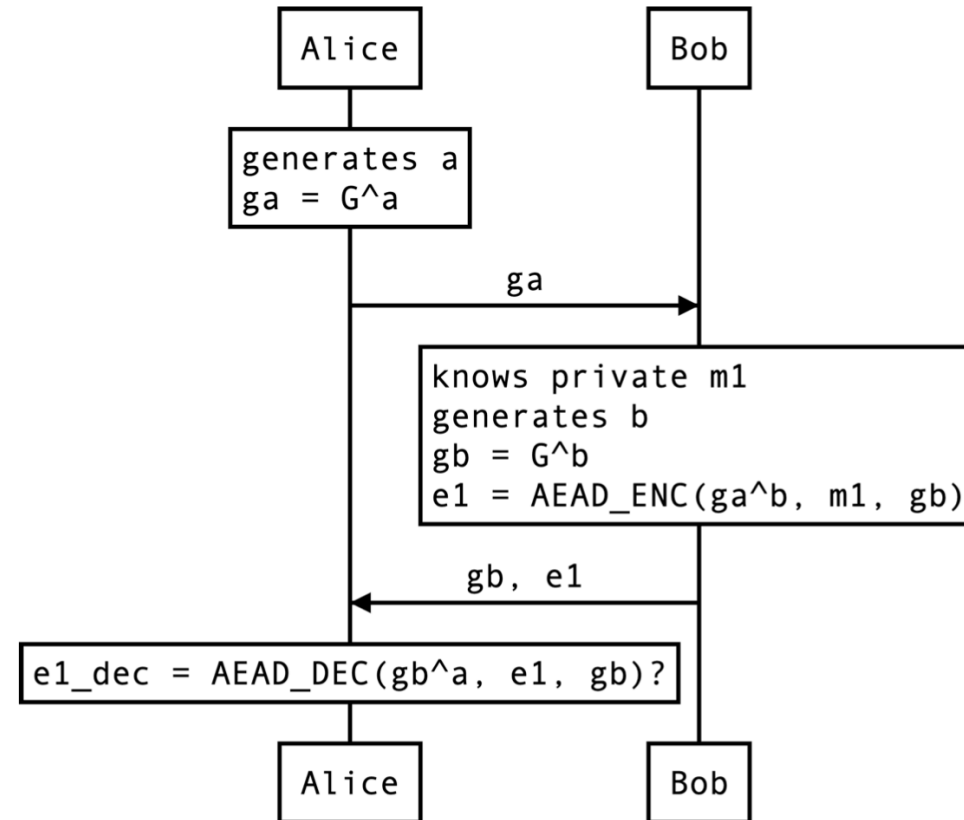 Alice
Bob
generates a
ga = G^a
ga
knows private m1
generates b
gb = G^b
e1 = AEAD_ENC(ga^b, m1, gb)
gb, e1
e1_dec = AEAD_DEC(gb^a, e1, gb)?
Alice
Bob